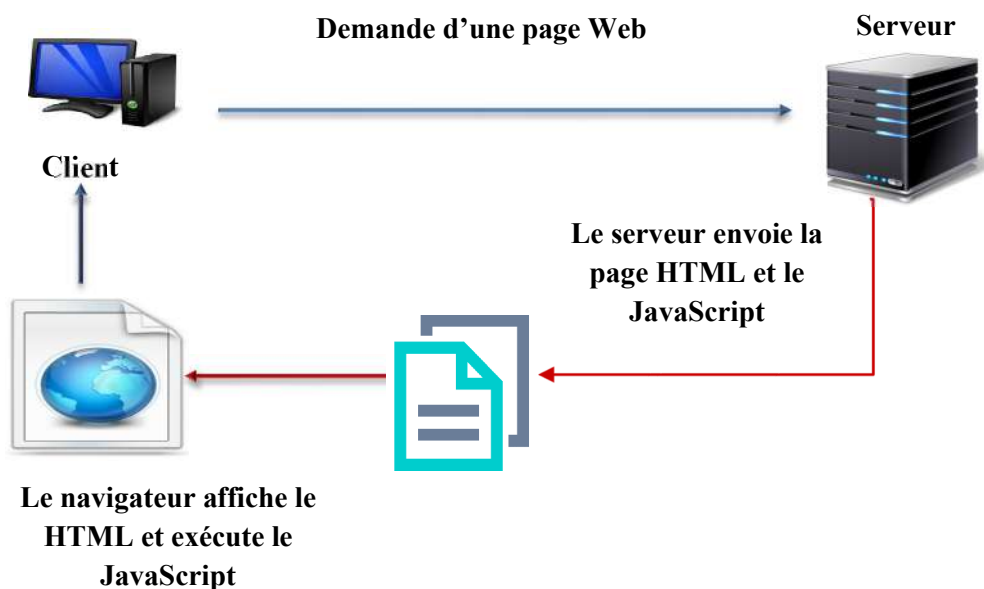 Demande d’une page Web
Serveur
Client
Le serveur envoie la
page HTML et le
JavaScript
Le navigateur affiche le
HTML et exécute le
JavaScript